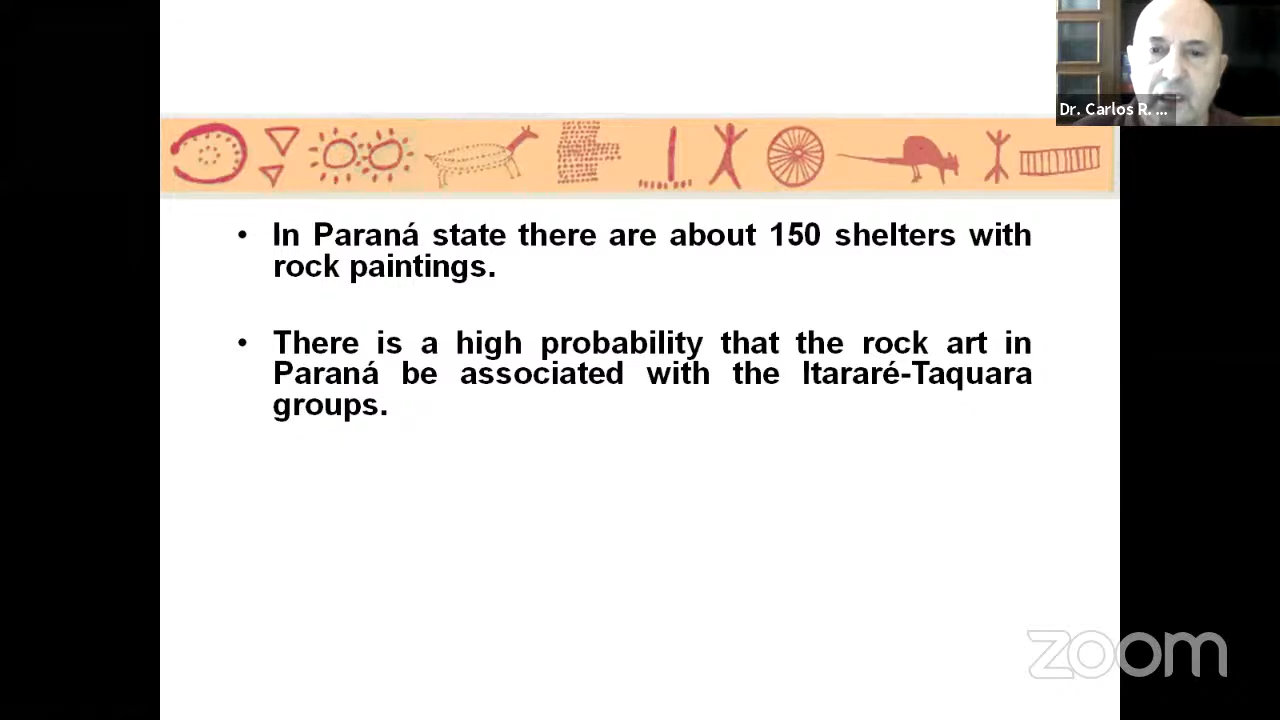 Dr. Carlos R. ...
• In Paraná state there are about 150 shelters with
rock paintings.
• There is a high probability that the rock art in
Paraná be associated with the Itararé-Taquara
groups.
zoom